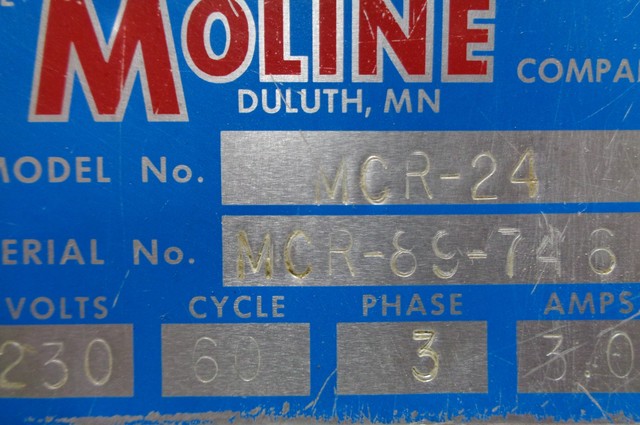 MOLINE COMPA
DULUTH, MN
MODEL No. MCR-24
ERIAL No. MCR-89-746
VOLTS CYCLE PHASE AMPS
230 60 3 3.0